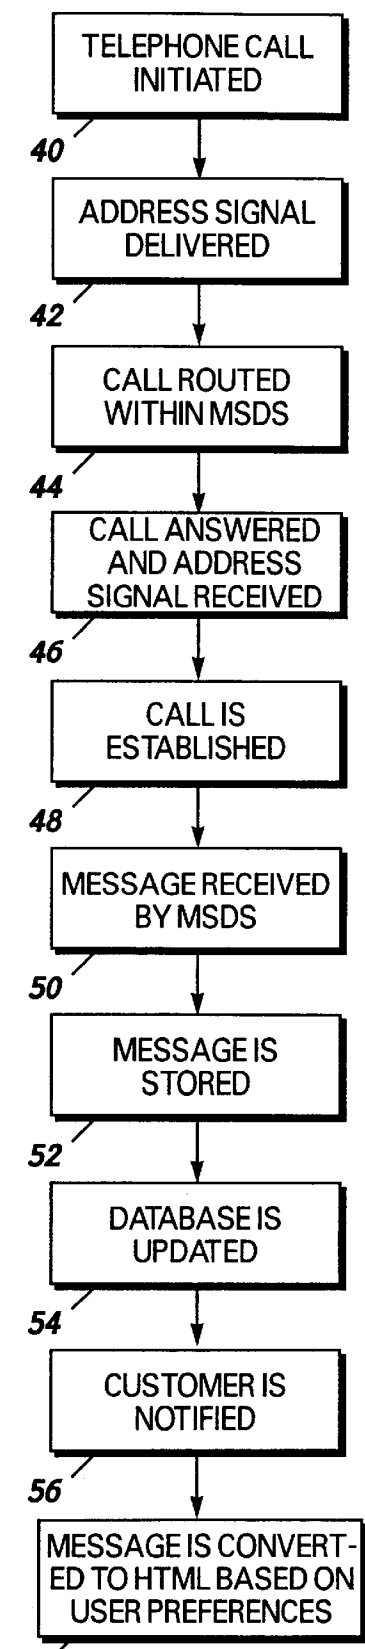 TELEPHONE CALL
INITIATED
40
ADDRESS SIGNAL
DELIVERED
42
CALL ROUTED
WITHIN MSDS
44
CALL ANSWERED
AND ADDRESS
SIGNAL RECEIVED
46
CALL IS
ESTABLISHED
48
MESSAGE RECEIVED
BY MSDS
50
MESSAGE IS
STORED
52
DATABASE IS
UPDATED
54
CUSTOMER IS
NOTIFIED
56
MESSAGE IS CONVERT-
ED TO HTML BASED ON
USER PREFERENCES